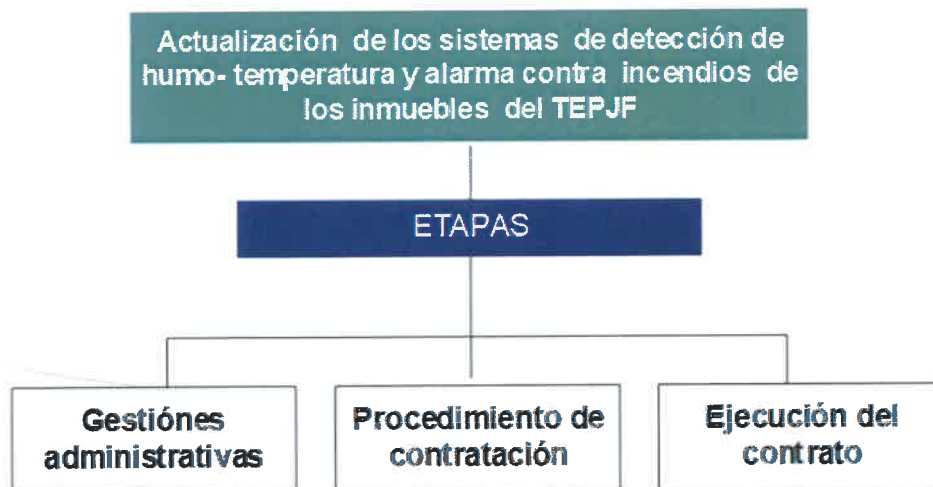 Actualización de los sistemas de detección de
humo- temperatura y alarma contra incendios de
los inmuebles del TEPJF
ETAPAS
Gestiónes
administrativas
Procedimiento de
contratación
Ejecución del
contrato